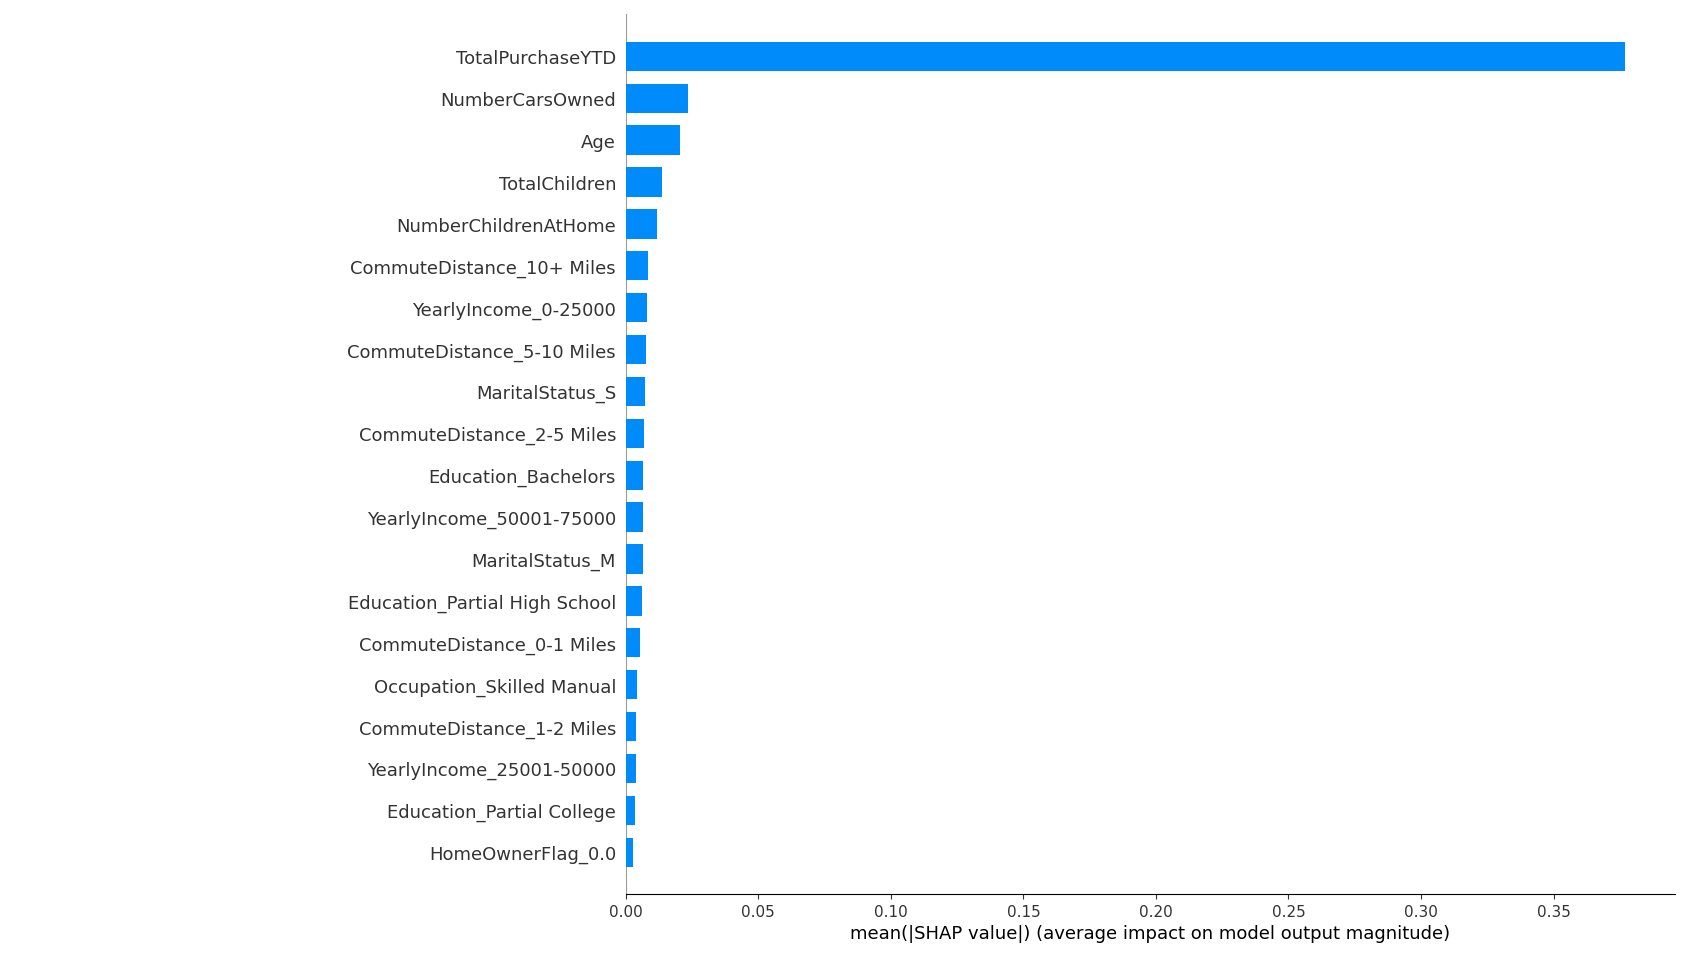 TotalPurchaseYTD
NumberCarsOwned
Age
TotalChildren
NumberChildrenAtHome
CommuteDistance_10+ Miles
YearlyIncome_0-25000
CommuteDistance_5-10 Miles
MaritalStatus_S
CommuteDistance_2-5 Miles
Education_Bachelors
YearlyIncome_50001-75000
MaritalStatus_M
Education_Partial High School
CommuteDistance_0-1 Miles
Occupation_Skilled Manual
CommuteDistance_1-2 Miles
YearlyIncome_25001-50000
Education_Partial College
HomeOwnerFlag_0.0
0.00 0.05 0.10 0.15 0.20 0.25 0.30 0.35
mean(|SHAP value|) (average impact on model output magnitude)